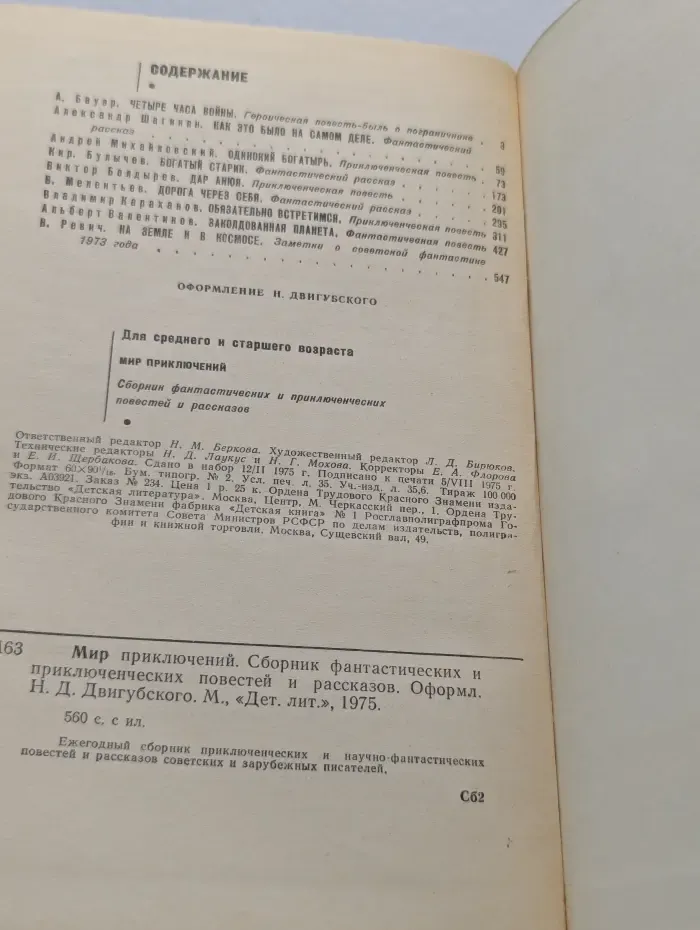 СОДЕРЖАНИЕ
А. Бауэр. ЧЕТЫРЕ ЧАСА ВОЙНЫ. Героическая повесть-быль о пограничнике . 3
Александр Шагинян. КАК ЭТО БЫЛО НА САМОМ ДЕЛЕ. Фантастический
рассказ . . . . . . . . . . . . . 59
Андрей Михайловский. ОДИНОКИЙ БОГАТЫРЬ. Приключенческая повесть . 73
Кир. Булычев. БОГАТЫЙ СТАРИК. Фантастический рассказ . . . . . 173
Виктор Болдырев. ДАР АНЮЯ. Приключенческая повесть . . . . . 201
В. Мелентьев. ДОРОГА ЧЕРЕЗ СЕБЯ. Фантастический рассказ . . . . 295
Владимир Караханов. ОБЯЗАТЕЛЬНО ВСТРЕТИМСЯ. Приключенческая повесть 311
Альберт Валентинов. ЗАКОЛДОВАННАЯ ПЛАНЕТА. Фантастическая повесть 427
В. Ревич. НА ЗЕМЛЕ И В КОСМОСЕ. Заметки о советской фантастике
1973 года . . . . . . . . . . . . . 547
ОФОРМЛЕНИЕ Н. ДВИГУБСКОГО
Для среднего и старшего возраста
МИР ПРИКЛЮЧЕНИЙ
Сборник фантастических и приключенческих
повестей и рассказов
Ответственный редактор Н. М. Беркова. Художественный редактор Л. Д. Бирюков.
Технические редакторы Н. Д. Лаукус и Н. Г. Мохова. Корректоры Е. А. Флорова
и Е. И. Щербакова. Сдано в набор 12/II 1975 г. Подписано к печати 5/VIII 1975 г.
Формат 60×90¹/₁₆. Бум. типогр. № 2. Усл. печ. л. 35. Уч.-изд. л. 35,6. Тираж 100 000
экз. А03921. Заказ № 234. Цена 1 р. 25 к. Ордена Трудового Красного Знамени изда-
тельство «Детская литература». Москва, Центр, М. Черкасский пер., 1. Ордена Тру-
дового Красного Знамени фабрика «Детская книга» № 1 Росглавполиграфпрома Го-
сударственного комитета Совета Министров РСФСР по делам издательств, полигра-
фии и книжной торговли. Москва, Сущевский вал, 49.
163 Мир приключений. Сборник фантастических и
приключенческих повестей и рассказов. Оформл.
Н. Д. Двигубского. М., «Дет. лит.», 1975.
560 с. с ил.
Ежегодный сборник приключенческих и научно-фантастических
повестей и рассказов советских и зарубежных писателей.
Сб2